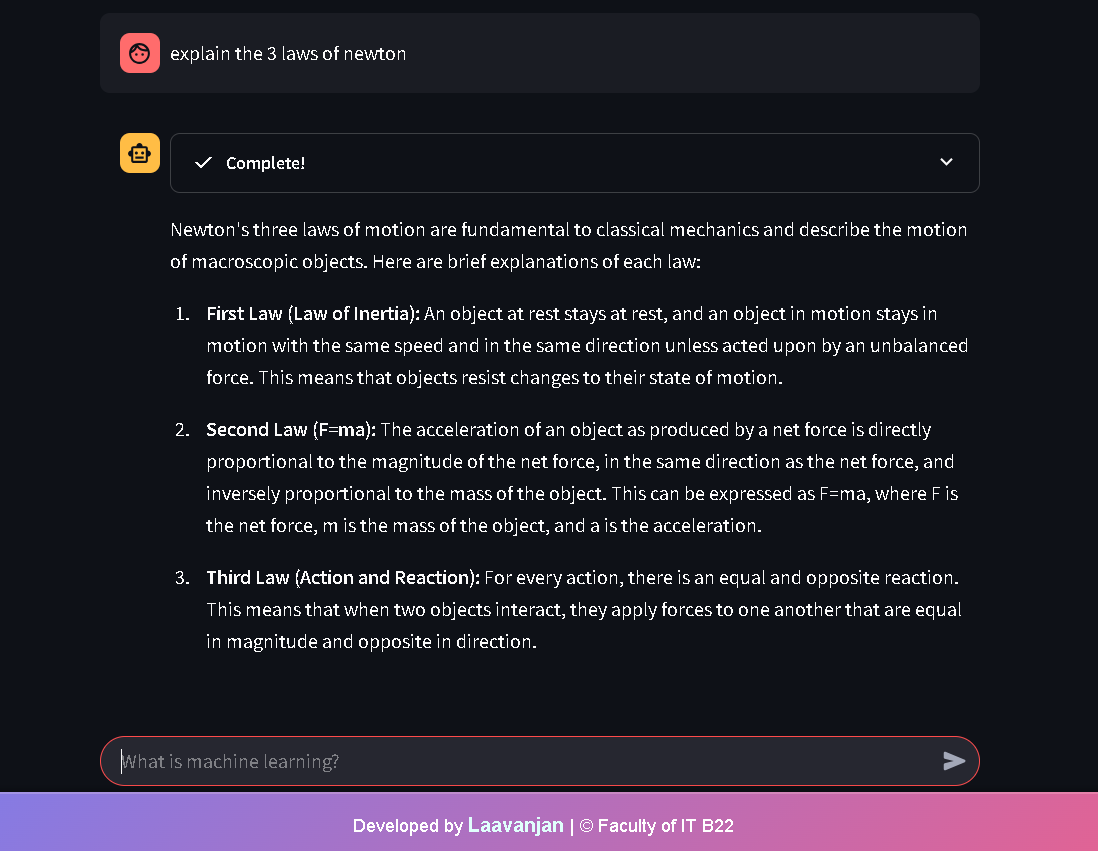 explain the 3 laws of newton
Complete!
Newton's three laws of motion are fundamental to classical mechanics and describe the motion
of macroscopic objects. Here are brief explanations of each law:
1. First Law (Law of Inertia): An object at rest stays at rest, and an object in motion stays in
motion with the same speed and in the same direction unless acted upon by an unbalanced
force. This means that objects resist changes to their state of motion.
2. Second Law (F=ma): The acceleration of an object as produced by a net force is directly
proportional to the magnitude of the net force, in the same direction as the net force, and
inversely proportional to the mass of the object. This can be expressed as F=ma, where F is
the net force, m is the mass of the object, and a is the acceleration.
3. Third Law (Action and Reaction): For every action, there is an equal and opposite reaction.
This means that when two objects interact, they apply forces to one another that are equal
in magnitude and opposite in direction.
What is machine learning?
Developed by Laavanjan | © Faculty of IT B22